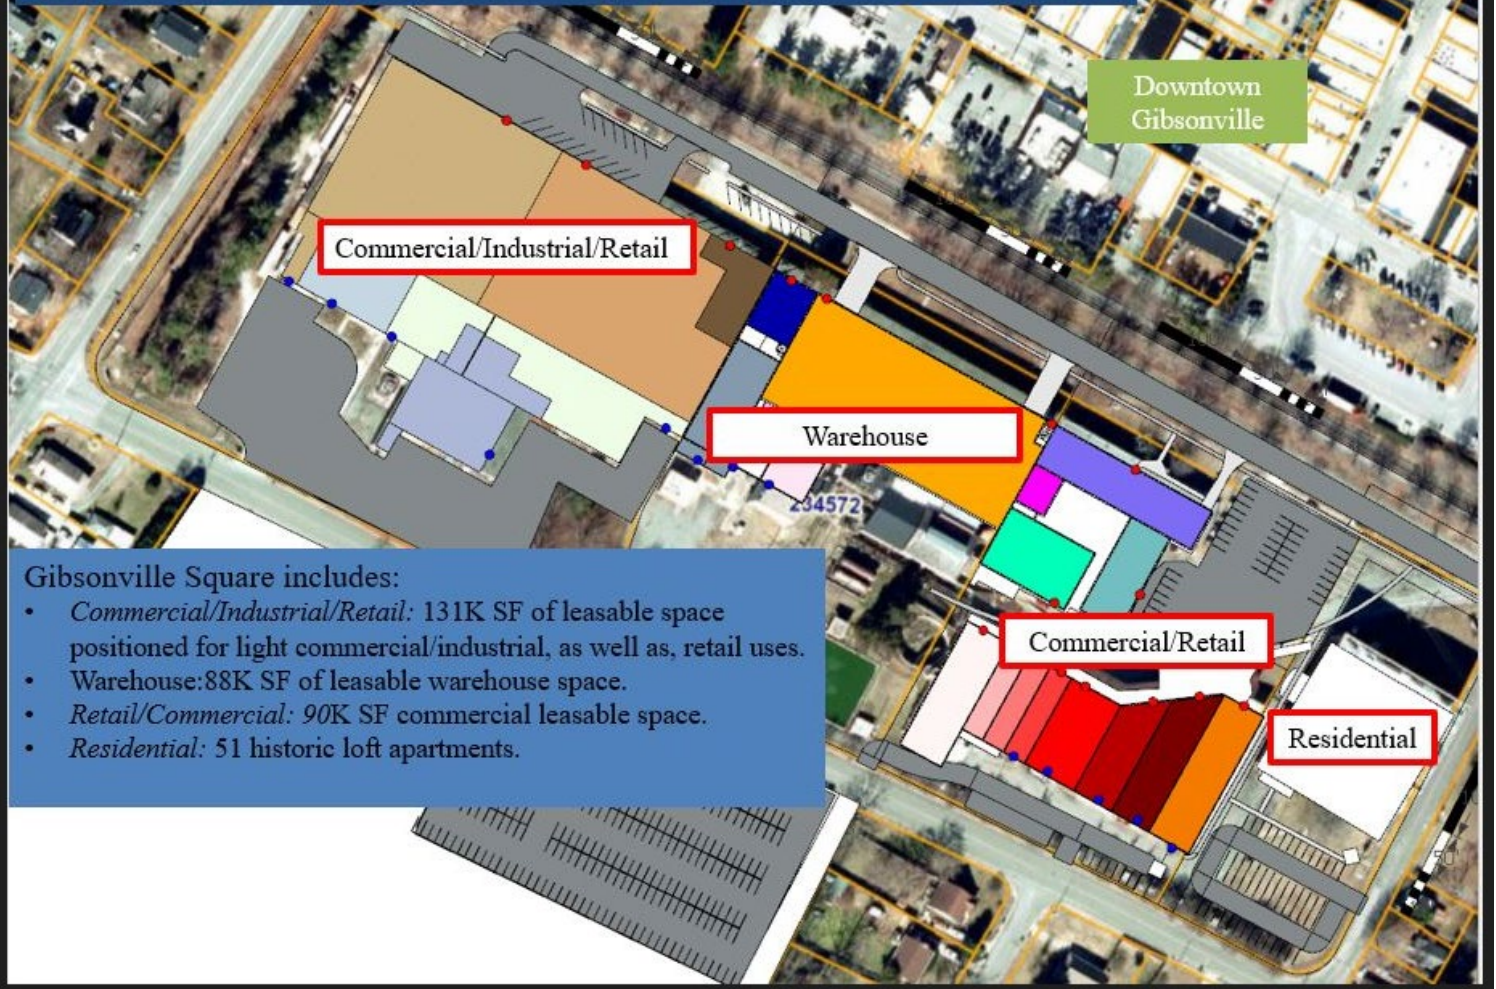 Downtown
Gibsonville
Commercial/Industrial/Retail
Warehouse
234572
Commercial/Retail
Residential
Gibsonville Square includes:
• Commercial/Industrial/Retail: 131K SF of leasable space
positioned for light commercial/industrial, as well as, retail uses.
• Warehouse:88K SF of leasable warehouse space.
• Retail/Commercial: 90K SF commercial leasable space.
• Residential: 51 historic loft apartments.